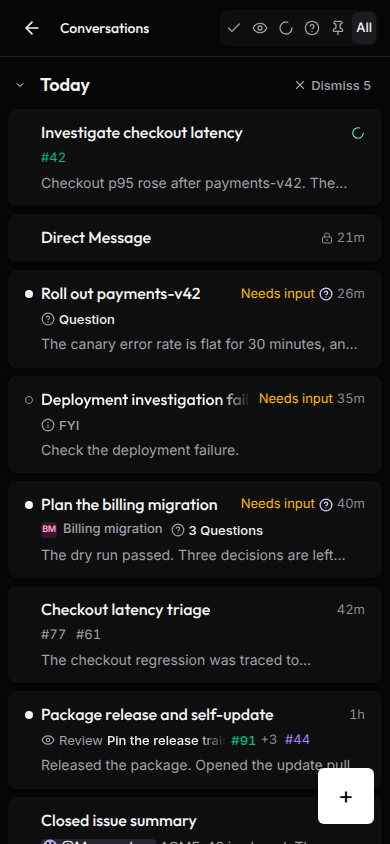 Conversations
All
Today
Dismiss 5
Investigate checkout latency
#42
Checkout p95 rose after payments-v42. The...
Direct Message
21m
Roll out payments-v42 Needs input 26m
Question
The canary error rate is flat for 30 minutes, an...
Deployment investigation fail Needs input 35m
FYI
Check the deployment failure.
Plan the billing migration Needs input 40m
BM Billing migration 3 Questions
The dry run passed. Three decisions are left...
Checkout latency triage 42m
#77 #61
The checkout regression was traced to...
Package release and self-update 1h
Review Pin the release trai #91 +3 #44
Released the package. Opened the update pull
Closed issue summary